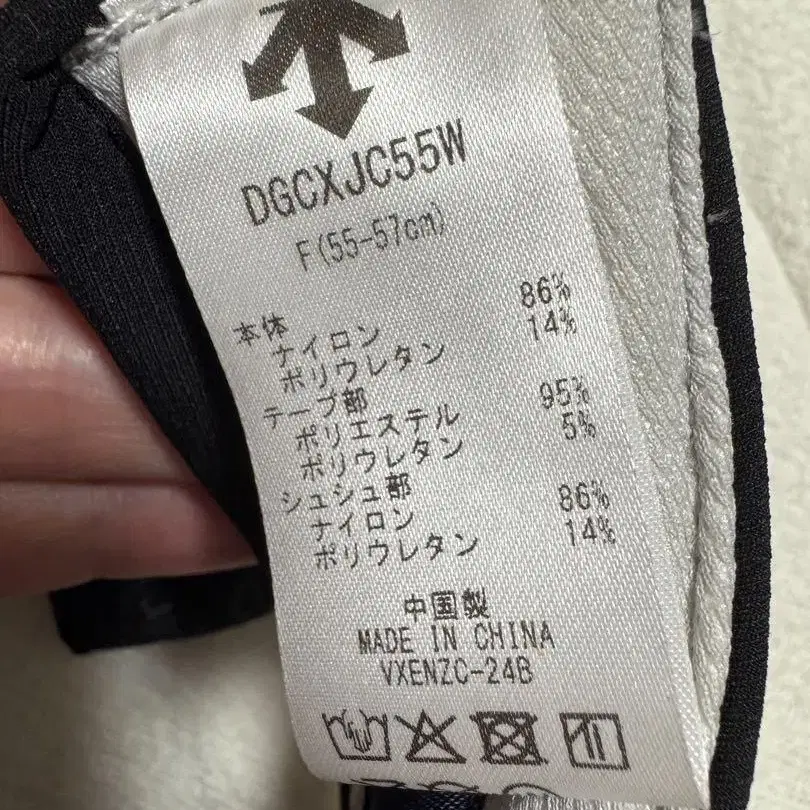 DGCXJC55W
F(55-57cm)
本体
ナイロン 86%
ポリウレタン 14%
テープ部
ポリエステル 95%
ポリウレタン 5%
シュシュ部
ナイロン 86%
ポリウレタン 14%
中国製
MADE IN CHINA
VXENZC-24B